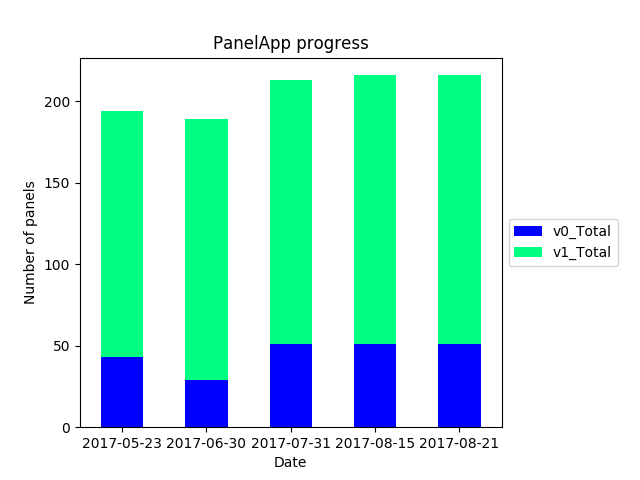 PanelApp progress
Number of panels
200
150
100
50
0
2017-05-23 2017-06-30 2017-07-31 2017-08-15 2017-08-21
Date
v0_Total
v1_Total